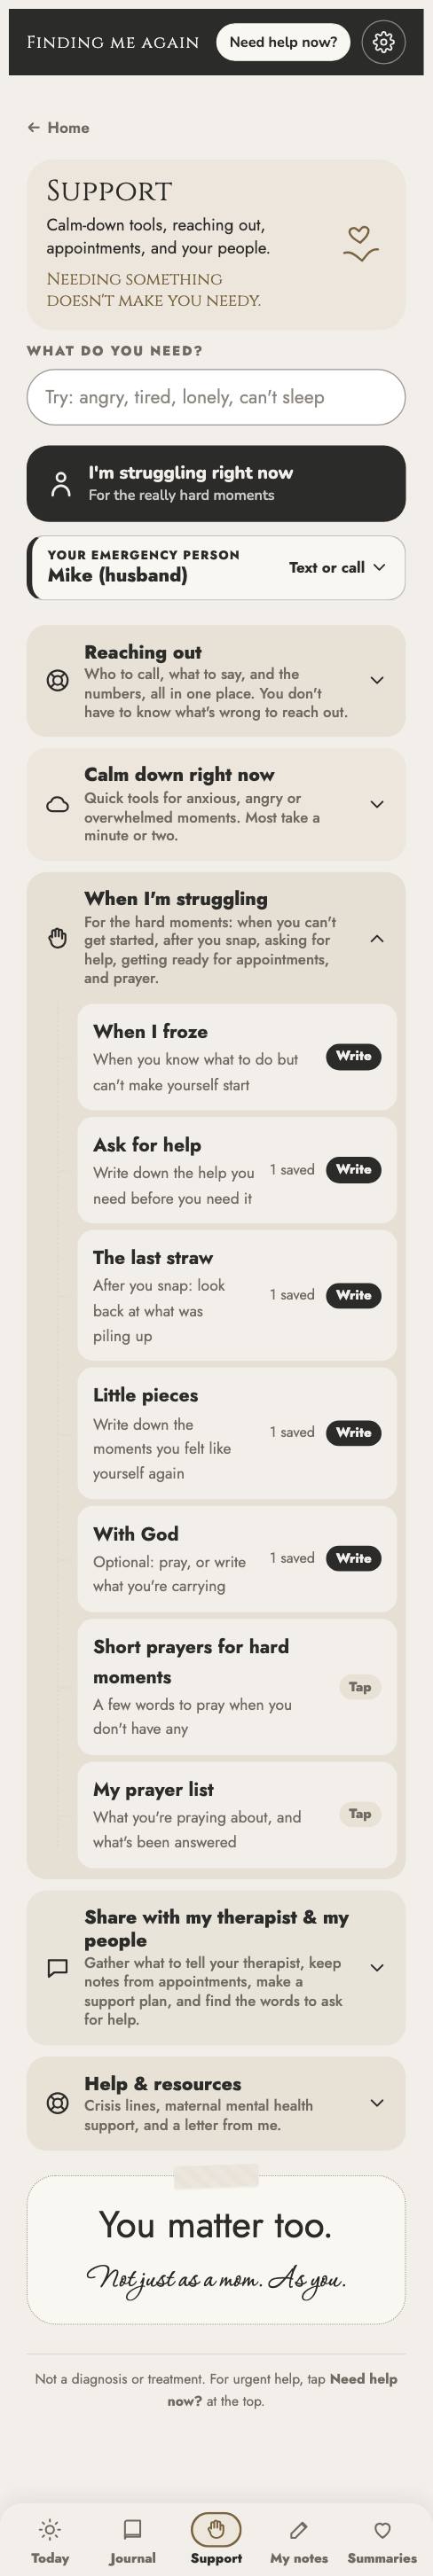 Finding me again
Need help now?
← Home
Support
Calm-down tools, reaching out,
appointments, and your people.
Needing something
doesn't make you needy.
WHAT DO YOU NEED?
Try: angry, tired, lonely, can't sleep
I'm struggling right now
For the really hard moments
YOUR EMERGENCY PERSON
Mike (husband)
Text or call
Reaching out
Who to call, what to say, and the
numbers, all in one place. You don't
have to know what's wrong to reach out.
Calm down right now
Quick tools for anxious, angry or
overwhelmed moments. Most take a
minute or two.
When I'm struggling
For the hard moments: when you can't
get started, after you snap, asking for
help, getting ready for appointments,
and prayer.
When I froze
When you know what to do but
can't make yourself start
Write
Ask for help
Write down the help you
need before you need it
1 saved
Write
The last straw
After you snap: look
back at what was
piling up
1 saved
Write
Little pieces
Write down the
moments you felt like
yourself again
1 saved
Write
With God
Optional: pray, or write
what you're carrying
1 saved
Write
Short prayers for hard
moments
A few words to pray when you
don't have any
Tap
My prayer list
What you're praying about, and
what's been answered
Tap
Share with my therapist & my
people
Gather what to tell your therapist, keep
notes from appointments, make a
support plan, and find the words to ask
for help.
Help & resources
Crisis lines, maternal mental health
support, and a letter from me.
You matter too.
Not just as a mom. As you.
Not a diagnosis or treatment. For urgent help, tap Need help
now? at the top.
Today
Journal
Support
My notes
Summaries